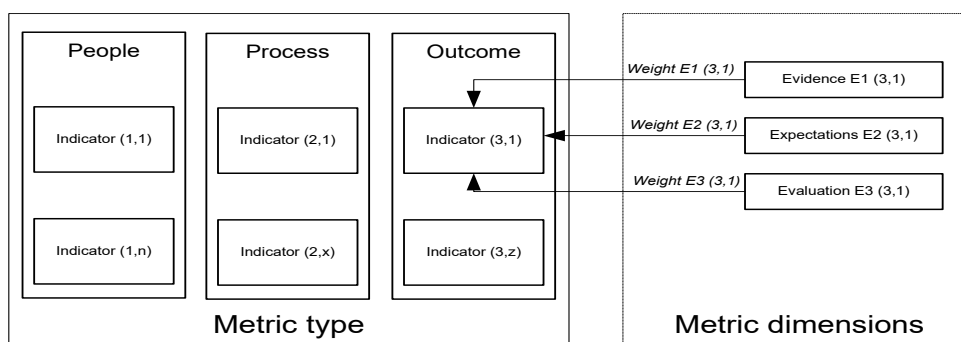 People
Process
Outcome
Indicator (1,1)
Indicator (2,1)
Indicator (3,1)
Indicator (1,n)
Indicator (2,x)
Indicator (3,z)
Metric type
Weight E1 (3,1)
Evidence E1 (3,1)
Weight E2 (3,1)
Expectations E2 (3,1)
Weight E3 (3,1)
Evaluation E3 (3,1)
Metric dimensions